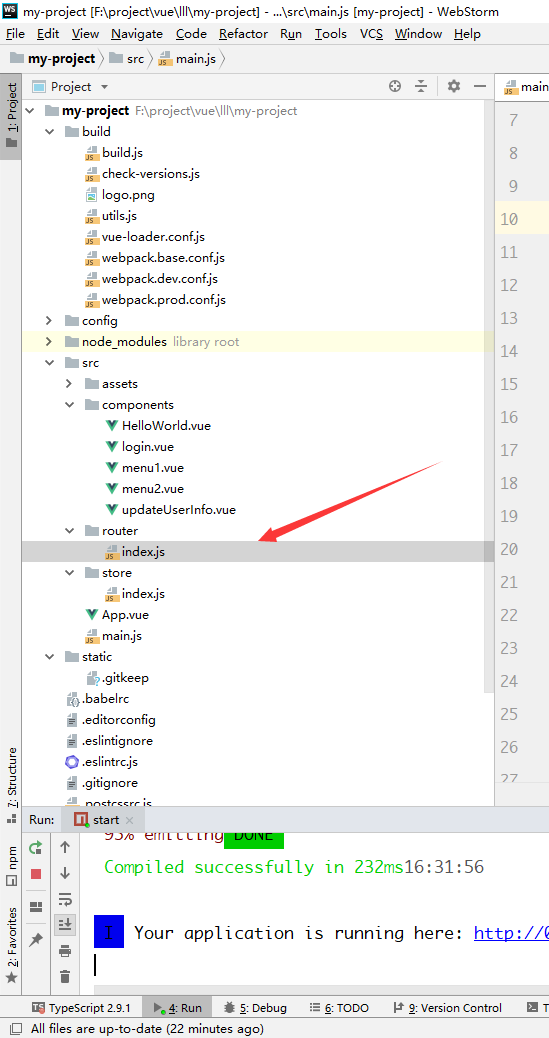 my-project [F:\project\vue\lll\my-project] - ...\src\main.js [my-project] - WebStorm
File Edit View Navigate Code Refactor Run Tools VCS Window Help
my-project src main.js
1: Project
Project
main
my-project F:\project\vue\lll\my-project
build
build.js
check-versions.js
logo.png
utils.js
vue-loader.conf.js
webpack.base.conf.js
webpack.dev.conf.js
webpack.prod.conf.js
config
node_modules library root
src
assets
components
HelloWorld.vue
login.vue
menu1.vue
menu2.vue
updateUserInfo.vue
router
index.js
store
index.js
App.vue
main.js
static
.gitkeep
.babelrc
.editorconfig
.eslintignore
.eslintrc.js
.gitignore
.postcssrc.js
7
8
9
10
11
12
13
14
15
16
17
18
19
20
21
22
23
24
25
26
27
7: Structure
npm
2: Favorites
Run: start
95% emitting DONE
Compiled successfully in 232ms16:31:56
I Your application is running here: http://0
TypeScript 2.9.1 4: Run 5: Debug 6: TODO 9: Version Control T
All files are up-to-date (22 minutes ago)